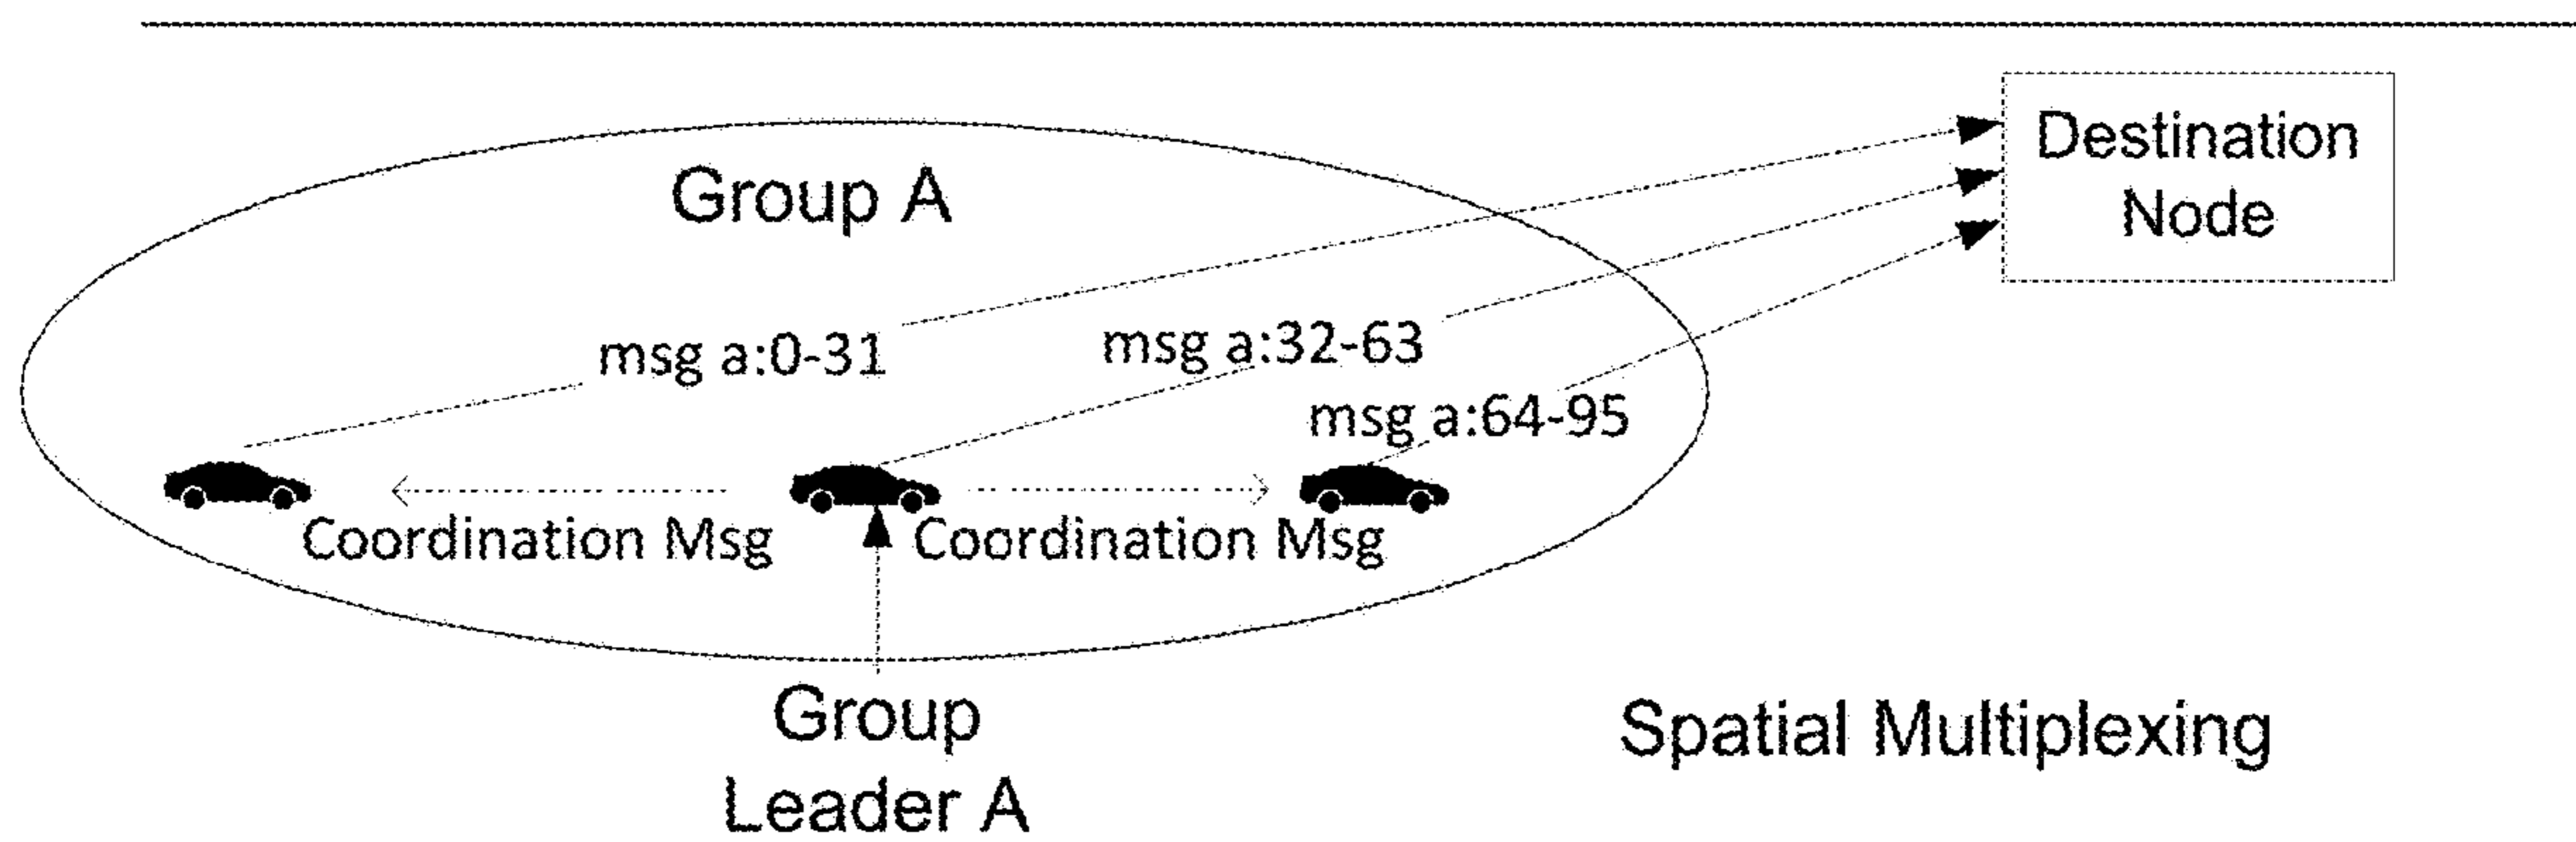 Destination
Node
Group A
msg a:0-31
msg a:32-63
msg a:64-95
Coordination Msg
Coordination Msg
Group
Leader A
Spatial Multiplexing